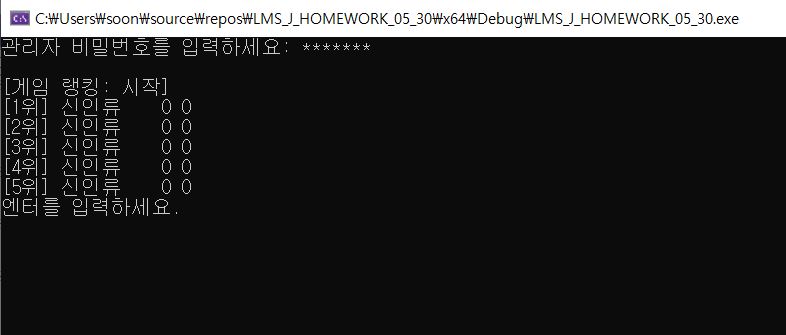 C:₩Users₩soon₩source₩repos₩LMS_J_HOMEWORK_05_30₩x64₩Debug₩LMS_J_HOMEWORK_05_30.exe
관리자 비밀번호를 입력하세요: *******
[게임 랭킹: 시작]
[1위] 신인류 0 0
[2위] 신인류 0 0
[3위] 신인류 0 0
[4위] 신인류 0 0
[5위] 신인류 0 0
엔터를 입력하세요.